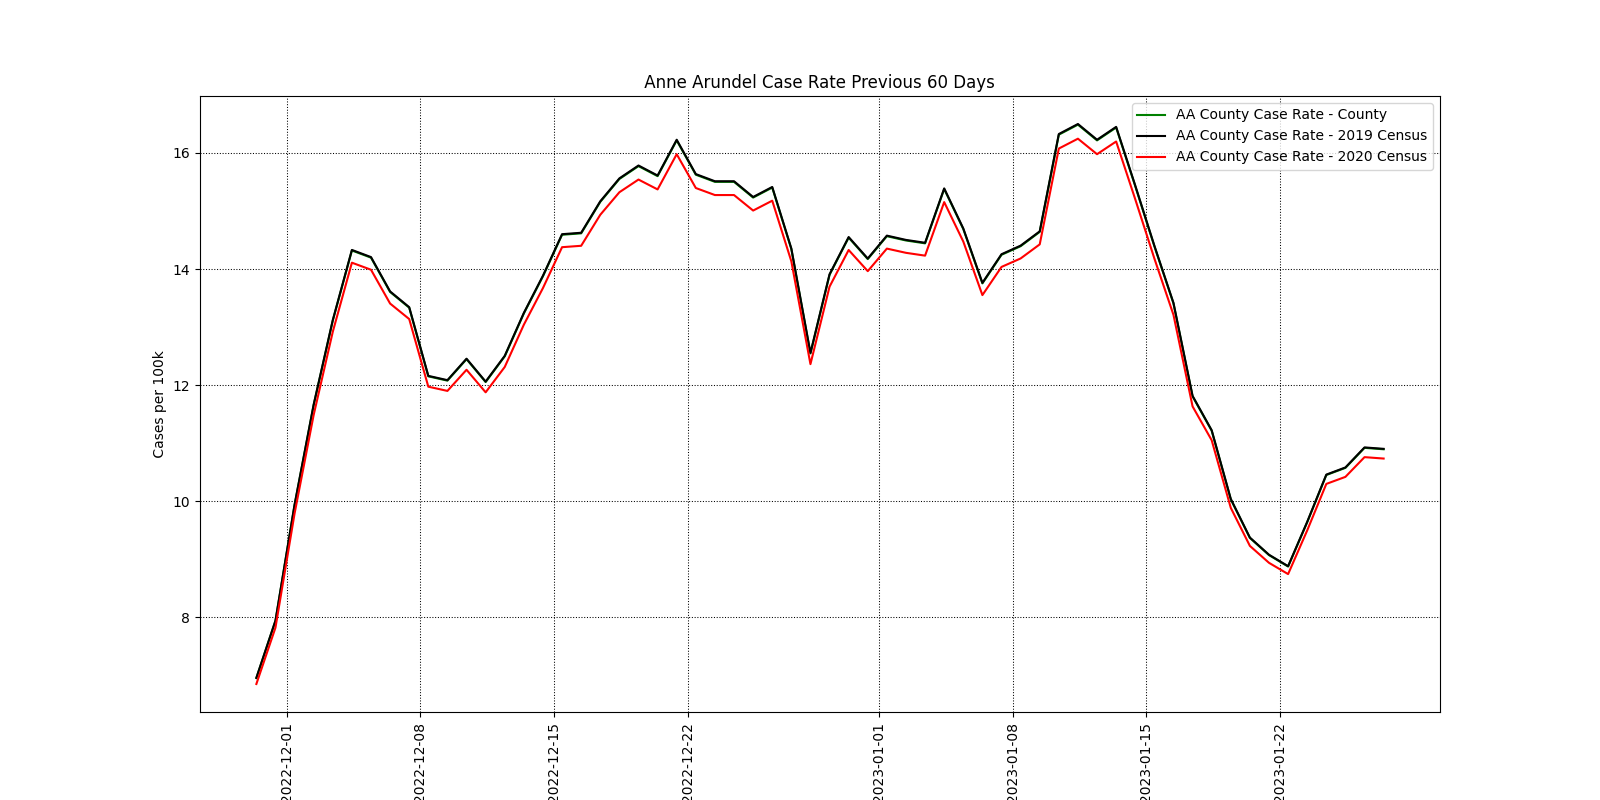 Anne Arundel Case Rate Previous 60 Days
AA County Case Rate - County
AA County Case Rate - 2019 Census
AA County Case Rate - 2020 Census
Cases per 100k
16
14
12
10
8
2022-12-01
2022-12-08
2022-12-15
2022-12-22
2023-01-01
2023-01-08
2023-01-15
2023-01-22